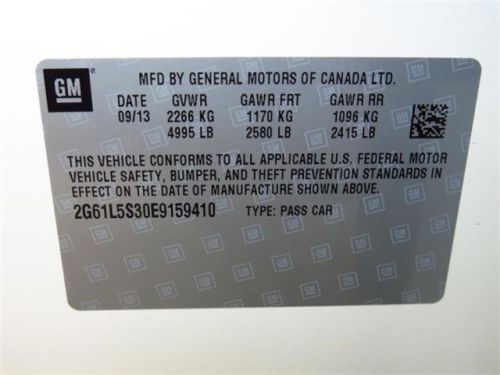 GM
MFD BY GENERAL MOTORS OF CANADA LTD.
DATE GVWR GAWR FRT GAWR RR
09/13 2266 KG 1170 KG 1096 KG
4995 LB 2580 LB 2415 LB
THIS VEHICLE CONFORMS TO ALL APPLICABLE U.S. FEDERAL MOTOR
VEHICLE SAFETY, BUMPER, AND THEFT PREVENTION STANDARDS IN
EFFECT ON THE DATE OF MANUFACTURE SHOWN ABOVE.
2G61L5S30E9159410 TYPE: PASS CAR